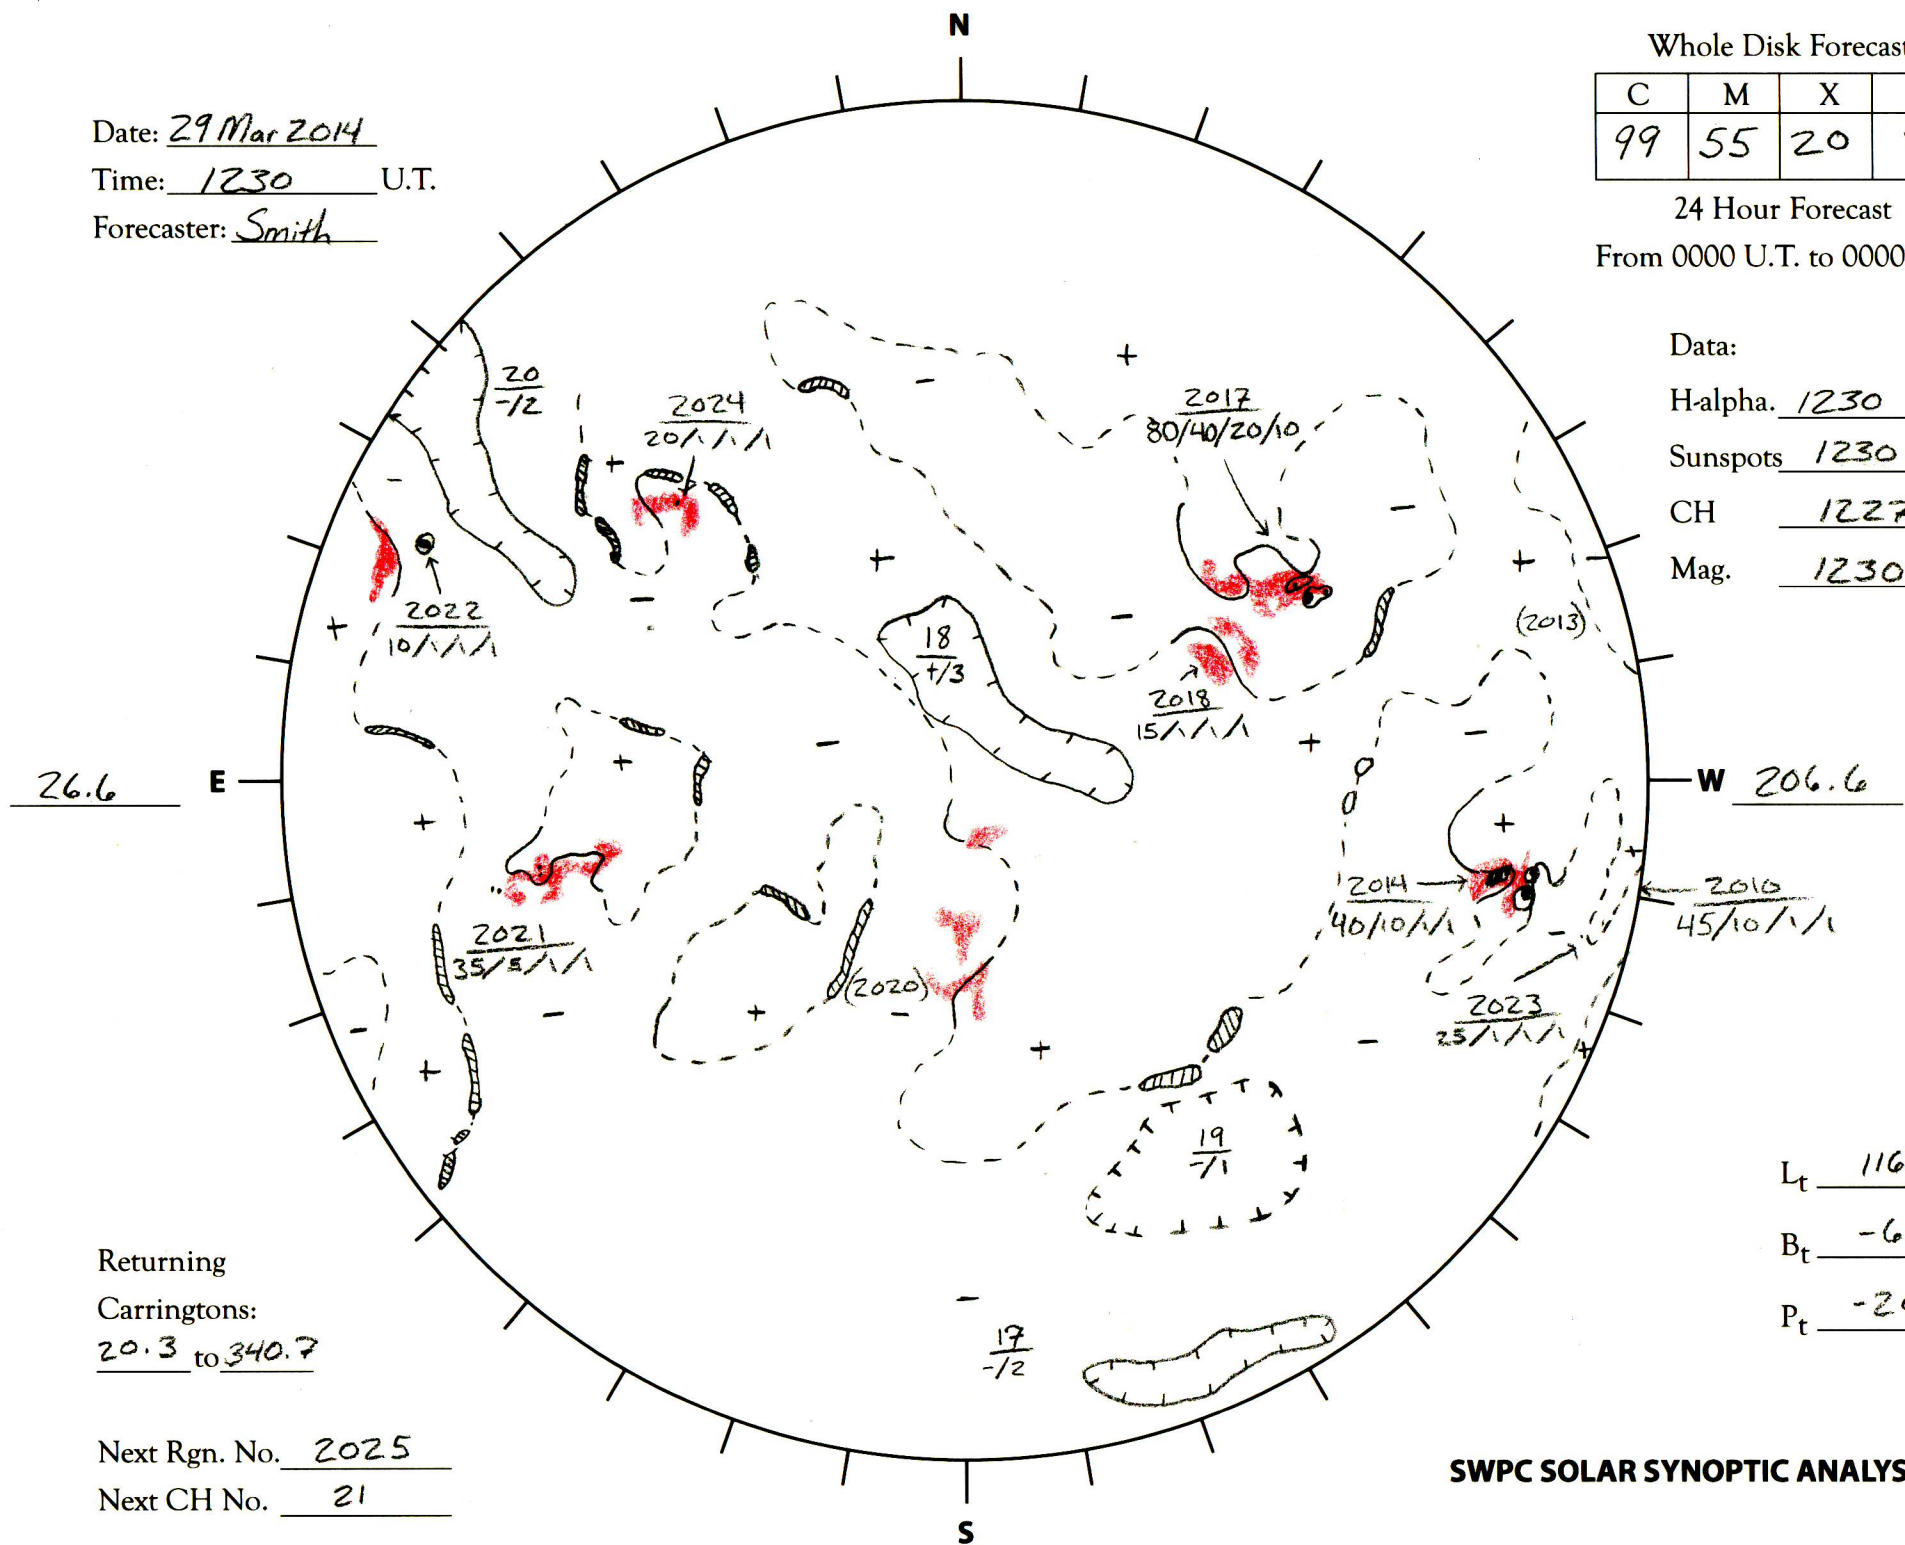 N
Whole Disk Forecast
C M X
99 55 20
24 Hour Forecast
From 0000 U.T. to 0000
Date: 29 Mar 2014
Time: 1230 U.T.
Forecaster: Smith
Data:
H-alpha. 1230
Sunspots 1230
CH 1227
Mag. 1230
20
-/2
2024
20/\/\/\
2017
80/40/20/10
+
-
+
-
-
+
+
-
2022
10/\/\/\
+
-
18
+/3
-
(2013)
2018
15/\/\/\
+
-
-
+
26.6
E
W 206.6
+
+
+
2014
40/10/\/\
2010
45/10/\/\
2021
35/5/\/\
-
(2020)
-
2023
25/\/\/\
-
+
-
+
+
-
+
19
-/1
Lt 116
Bt -6
Pt -2
-
17
-/2
Returning
Carringtons:
20.3 to 340.7
Next Rgn. No. 2025
Next CH No. 21
SWPC SOLAR SYNOPTIC ANALYS
S